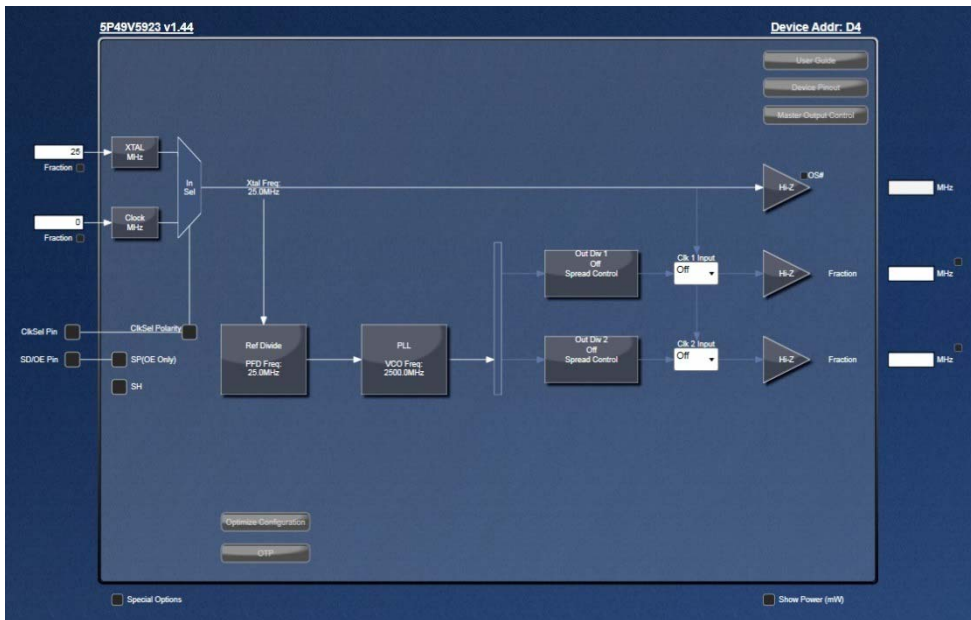 5P49V5923 v1.44
Device Addr: D4
User Guide
Device Pinout
Master Output Control
25
XTAL
MHz
Fraction
In
Sel
Xtal Freq:
25.0MHz
Hi-Z
OS#
MHz
0
Clock
MHz
Fraction
Out Div 1
Off
Spread Control
Clk 1 Input
Off
Hi-Z
Fraction
MHz
ClkSel Pin
ClkSel Polarity
SD/OE Pin
SP(OE Only)
SH
Ref Divide
PFD Freq:
25.0MHz
PLL
VCO Freq:
2500.0MHz
Out Div 2
Off
Spread Control
Clk 2 Input
Off
Hi-Z
Fraction
MHz
Optimize Configuration
OTP
Special Options
Show Power (mW)